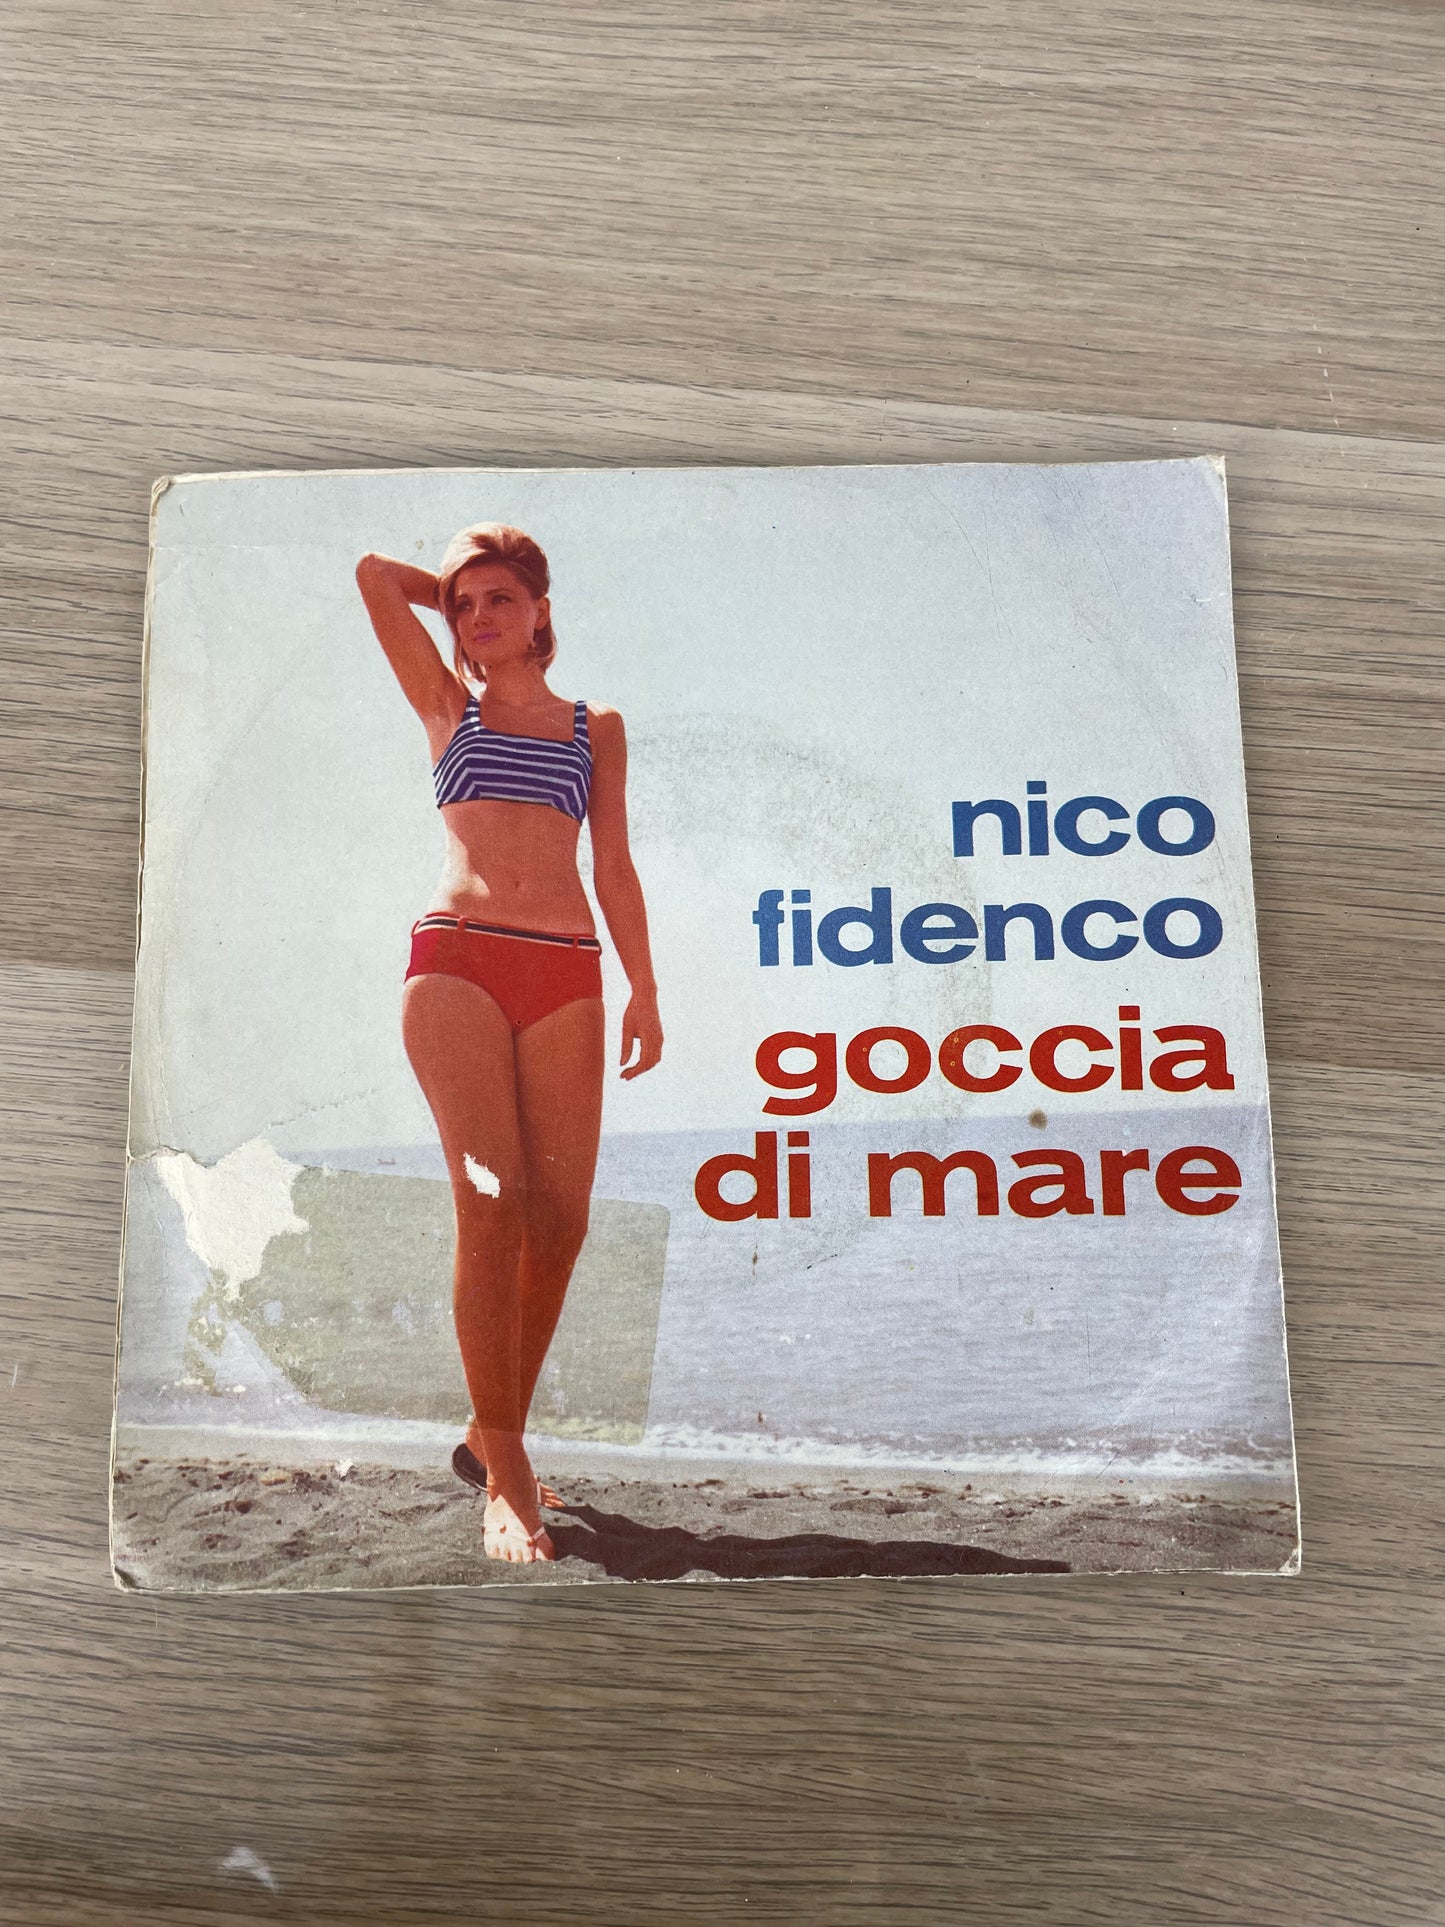 nico
fidenco
goccia
di mare